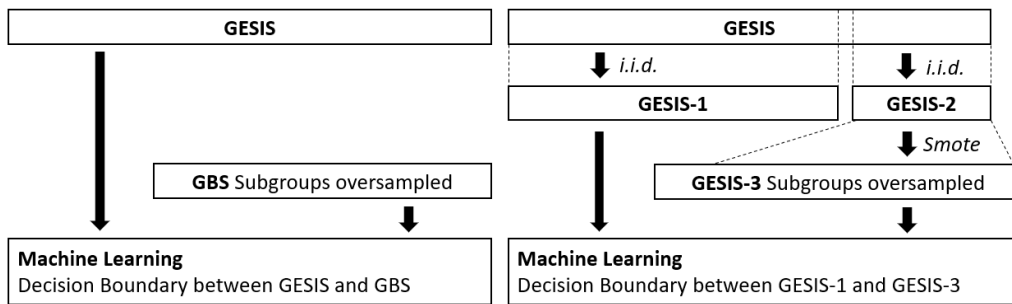 GESIS
GBS Subgroups oversampled
Machine Learning
Decision Boundary between GESIS and GBS
GESIS
i.i.d.
i.i.d.
GESIS-1
GESIS-2
Smote
GESIS-3 Subgroups oversampled
Machine Learning
Decision Boundary between GESIS-1 and GESIS-3